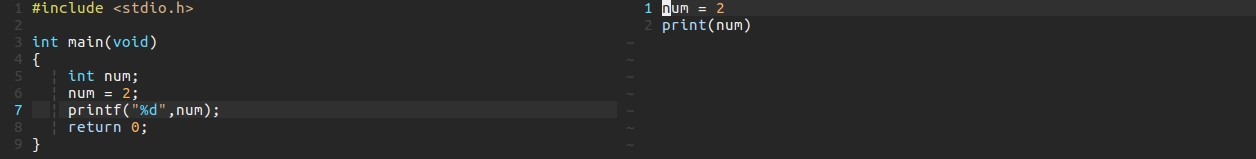 1 #include <stdio.h>
2
3 int main(void)
4 {
5     int num;
6     num = 2;
7     printf("%d",num);
8     return 0;
9 }
1 num = 2
2 print(num)
~
~
~
~
~
~
~